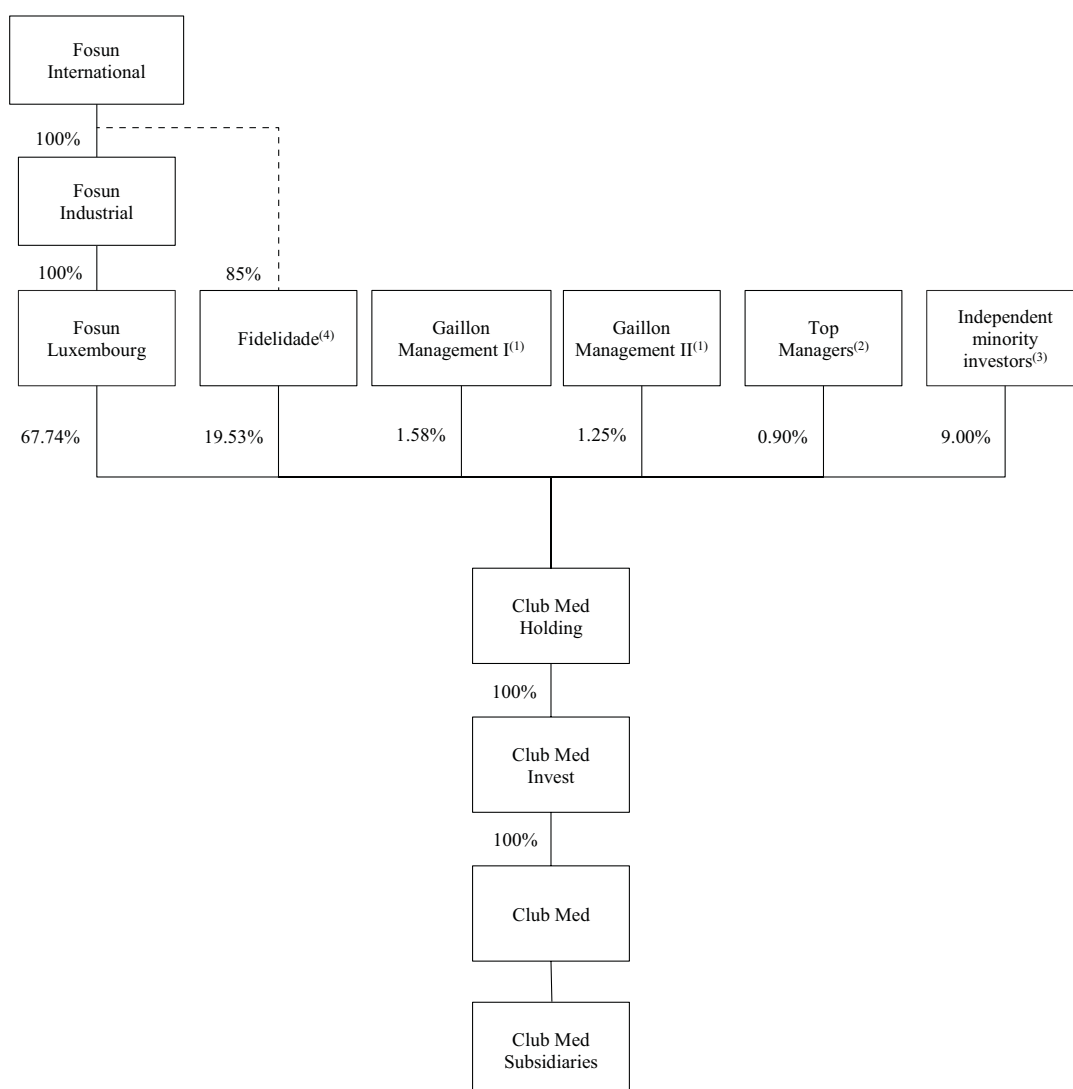 Fosun
International
100%
Fosun
Industrial
100%
85%
Fosun
Luxembourg
Fidelidade(4)
Gaillon
Management I(1)
Gaillon
Management II(1)
Top
Managers(2)
Independent
minority
investors(3)
67.74%
19.53%
1.58%
1.25%
0.90%
9.00%
Club Med
Holding
100%
Club Med
Invest
100%
Club Med
Club Med
Subsidiaries